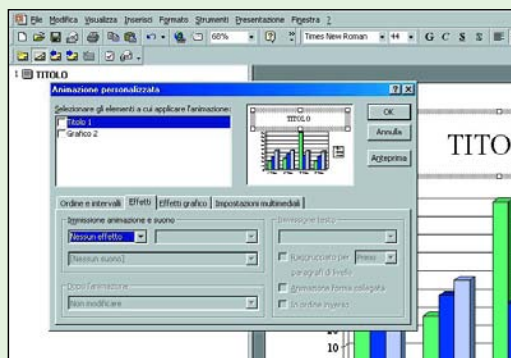 File Modifica Visualizza Inserisci Formato Strumenti Presentazione Finestra ?
68% Times New Roman 44 G C S S
1 TITOLO
Animazione personalizzata
Selezionare gli elementi a cui applicare l'animazione:
Titolo 1
Grafico 2
TITOLO
OK
Annulla
Anteprima
TITO
Ordine e intervalli Effetti Effetti grafico Impostazioni multimediali
Immissione animazione e suono
Immissione testo
Nessun effetto
[Nessun suono]
Raggruppato per Primo
paragrafi di livello
Dopo l'animazione
Animazione forma collegata
Non modificare
In ordine inverso
10